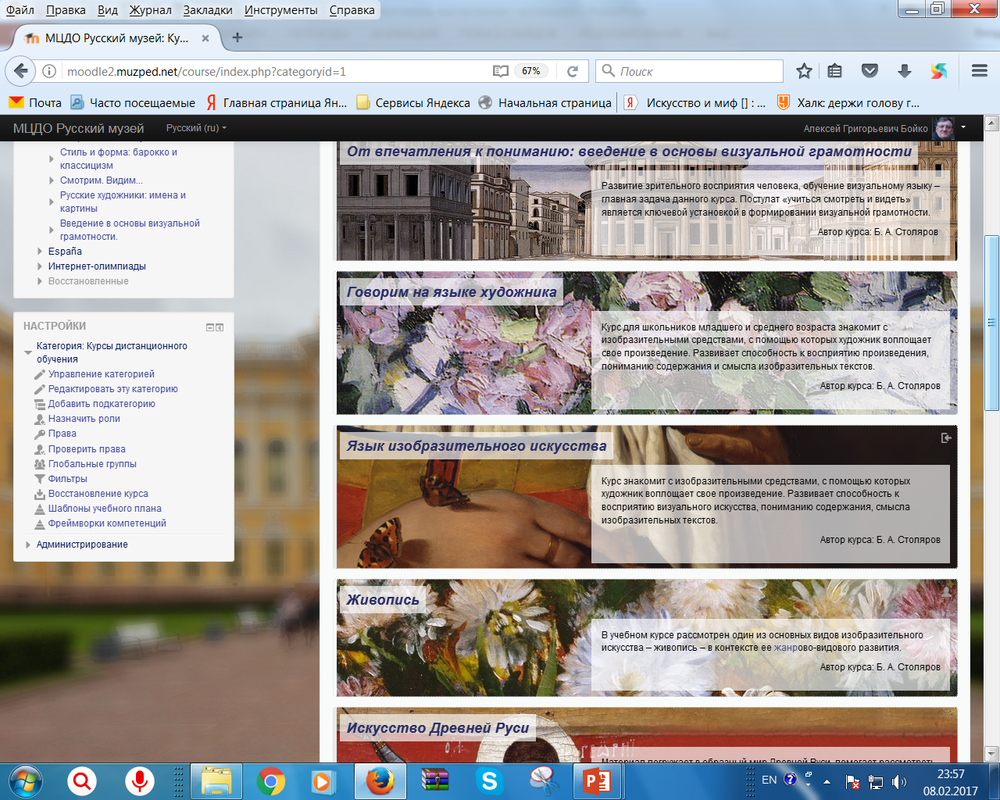 Файл Правка Вид Журнал Закладки Инструменты Справка
МЦДО Русский музей: Ку...
moodle2.muzped.net/course/index.php?categoryid=1
67%
Поиск
Почта
Часто посещаемые
Главная страница Ян...
Сервисы Яндекса
Начальная страница
Искусство и миф [] : ...
Халк: держи голову г...
МЦДО Русский музей
Русский (ru)
Алексей Григорьевич Бойко
Стиль и форма: барокко и
классицизм
Смотрим. Видим...
Русские художники: имена и
картины
Введение в основы визуальной
грамотности.
España
Интернет-олимпиады
Восстановленные
НАСТРОЙКИ
Категория: Курсы дистанционного
обучения
Управление категорией
Редактировать эту категорию
Добавить подкатегорию
Назначить роли
Права
Проверить права
Глобальные группы
Фильтры
Восстановление курса
Шаблоны учебного плана
Фреймворки компетенций
Администрирование
От впечатления к пониманию: введение в основы визуальной грамотности
Развитие зрительного восприятия человека, обучение визуальному языку –
главная задача данного курса. Постулат «учиться смотреть и видеть»
является ключевой установкой в формировании визуальной грамотности.
Автор курса: Б. А. Столяров
Говорим на языке художника
Курс для школьников младшего и среднего возраста знакомит с
изобразительными средствами, с помощью которых художник воплощает
свое произведение. Развивает способность к восприятию произведения,
пониманию содержания и смысла изобразительных текстов.
Автор курса: Б. А. Столяров
Язык изобразительного искусства
Курс знакомит с изобразительными средствами, с помощью которых
художник воплощает свое произведение. Развивает способность к
восприятию визуального искусства, пониманию содержания, смысла
изобразительных текстов.
Автор курса: Б. А. Столяров
Живопись
В учебном курсе рассмотрен один из основных видов изобразительного
искусства – живопись – в контексте ее жанрово-видового развития.
Автор курса: Б. А. Столяров
Искусство Древней Руси
Материал погружает в образный мир Древней Руси, помогает рассмотреть
EN
23:57
08.02.2017